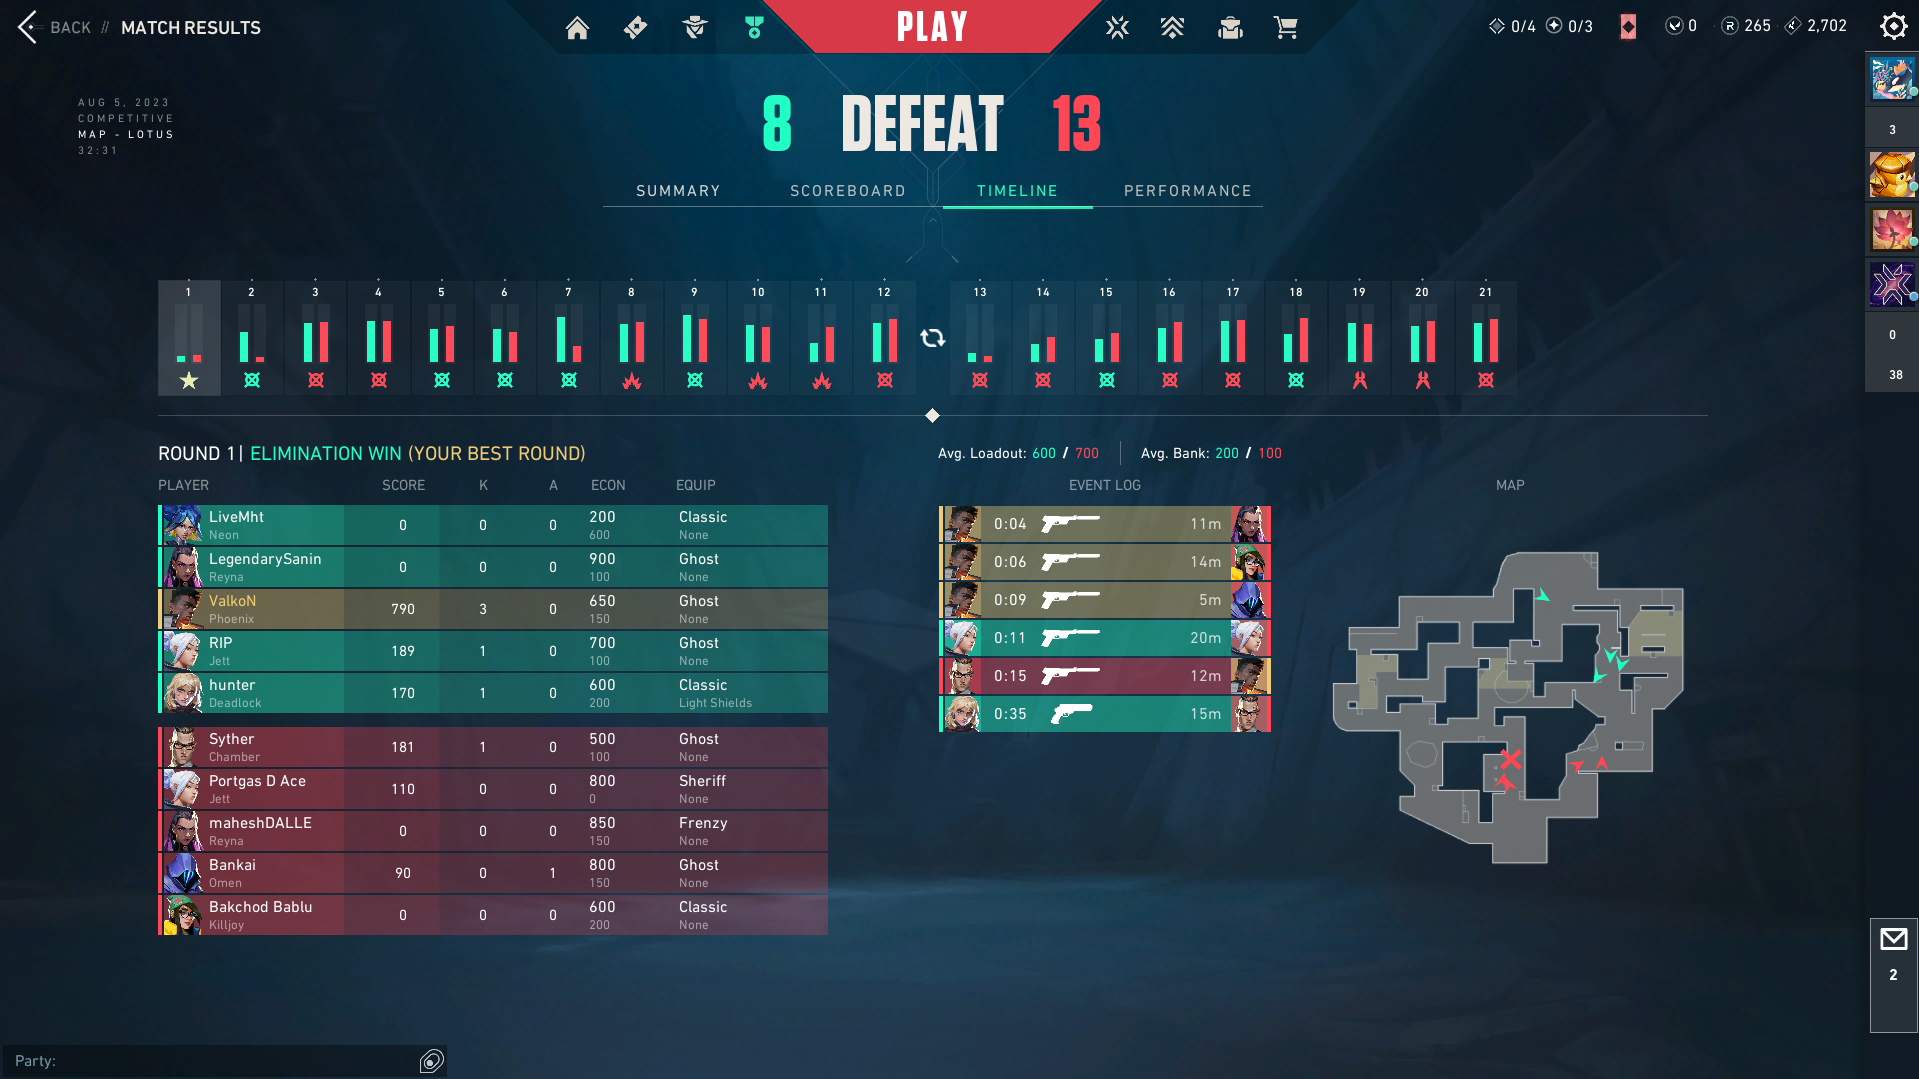 BACK // MATCH RESULTS
PLAY
0/4 0/3 0 265 2,702
AUG 5, 2023
COMPETITIVE
MAP - LOTUS
32:31
8 DEFEAT 13
SUMMARY SCOREBOARD TIMELINE PERFORMANCE
1 2 3 4 5 6 7 8 9 10 11 12 13 14 15 16 17 18 19 20 21
ROUND 1 | ELIMINATION WIN (YOUR BEST ROUND)
PLAYER SCORE K A ECON EQUIP
LiveMht 0 0 0 200 Classic
Neon 600 None
LegendarySanin 0 0 0 900 Ghost
Reyna 100 None
ValkoN 790 3 0 650 Ghost
Phoenix 150 None
RIP 189 1 0 700 Ghost
Jett 100 None
hunter 170 1 0 600 Classic
Deadlock 200 Light Shields
Syther 181 1 0 500 Ghost
Chamber 100 None
Portgas D Ace 110 0 0 800 Sheriff
Jett 0 None
maheshDALLE 0 0 0 850 Frenzy
Reyna 150 None
Bankai 90 0 1 800 Ghost
Omen 150 None
Bakchod Bablu 0 0 0 600 Classic
Killjoy 200 None
Avg. Loadout: 600 / 700 Avg. Bank: 200 / 100
EVENT LOG
0:04 11m
0:06 14m
0:09 5m
0:11 20m
0:15 12m
0:35 15m
MAP
3
0
38
2
Party: